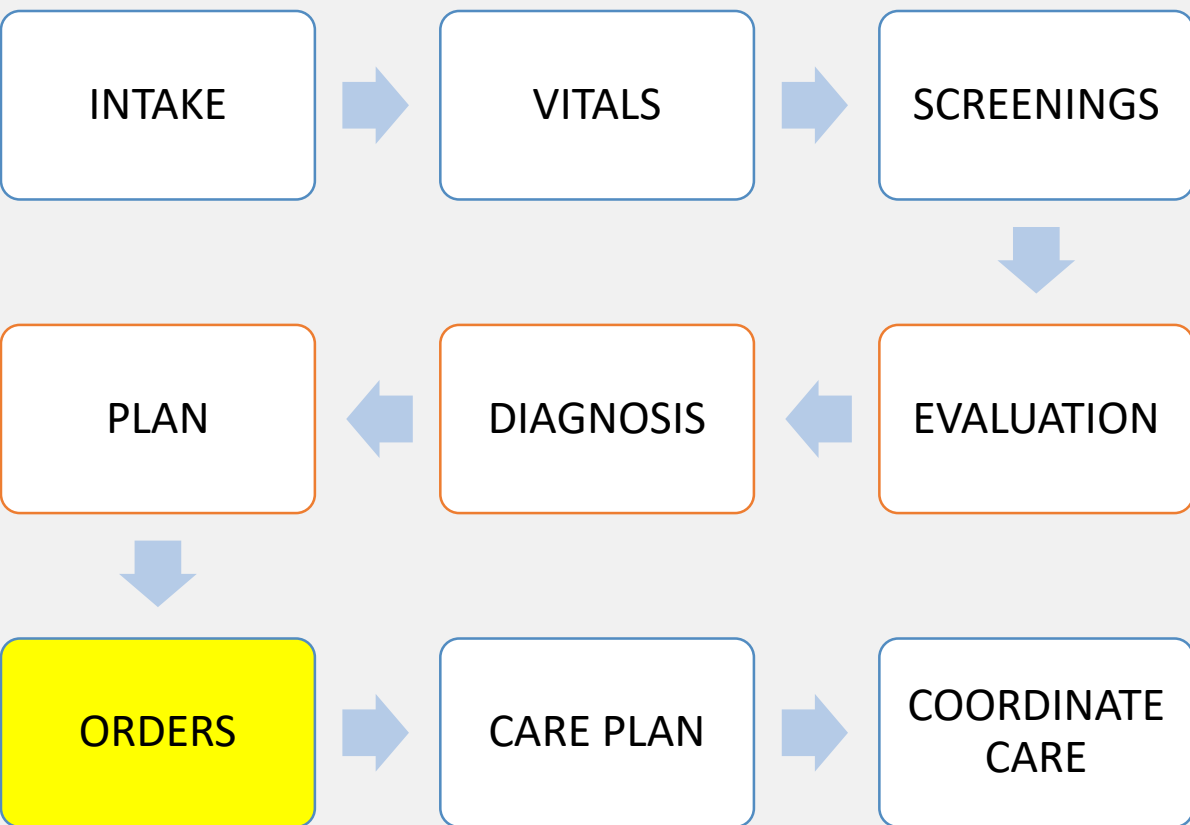 INTAKE
VITALS
SCREENINGS
EVALUATION
DIAGNOSIS
PLAN
ORDERS
CARE PLAN
COORDINATE
CARE